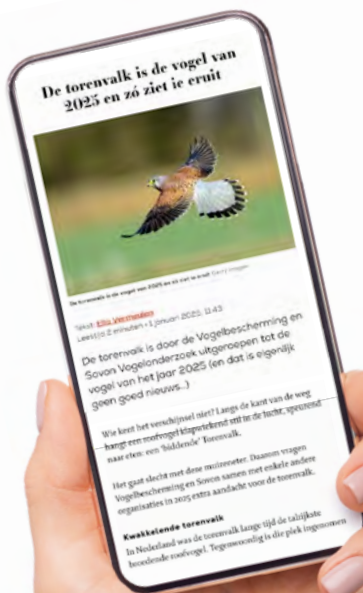 De torenvalk is de vogel van
2025 en zó ziet ie eruit
De torenvalk is de vogel van 2025 en zo ziet ie eruit Getty Images
Tekst: Ella Vermeulen
Leestijd 2 minuten • 1 januari 2025, 11:43
De torenvalk is door de Vogelbescherming en
Sovon Vogelonderzoek uitgeroepen tot de
vogel van het jaar 2025 (en dat is eigenlijk
geen goed nieuws..)
Wie kent het verschijnsel niet? Langs de kant van de weg
hangt een roofvogel klapwiekend stil in de lucht, speurend
naar eten: een ‘biddende’ Torenvalk.
Het gaat slecht met deze muizeneter. Daarom vragen
Vogelbescherming en Sovon samen met enkele andere
organisaties in 2025 extra aandacht voor de torenvalk.
Kwakkelende torenvalk
In Nederland was de torenvalk lange tijd de talrijkste
broedende roofvogel. Tegenwoordig is die plek ingenomen